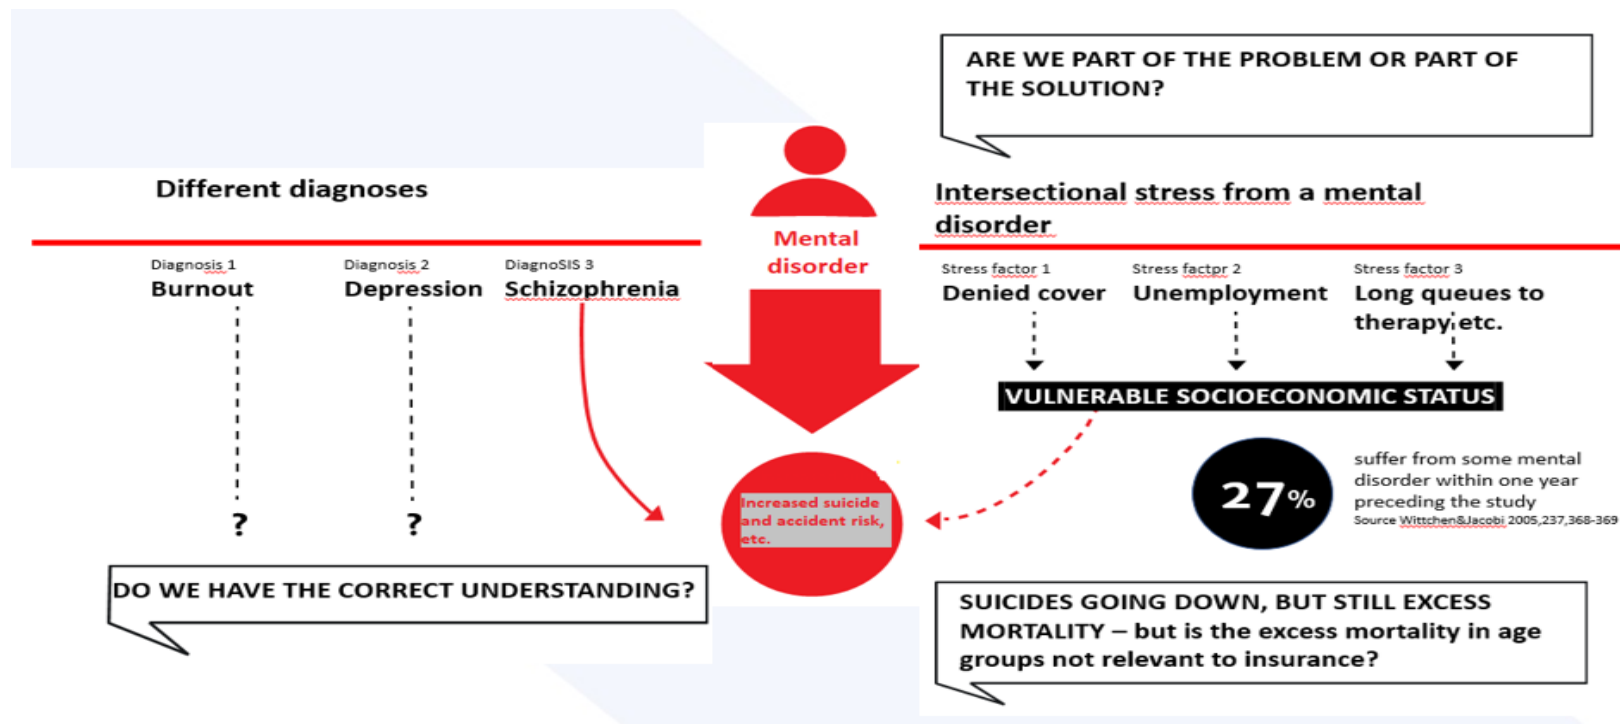 ARE WE PART OF THE PROBLEM OR PART OF
THE SOLUTION?
Different diagnoses
Diagnosis 1
Burnout
Diagnosis 2
Depression
DiagnoSIS 3
Schizophrenia
?
?
DO WE HAVE THE CORRECT UNDERSTANDING?
Mental
disorder
Increased suicide
and accident risk,
etc.
Intersectional stress from a mental
disorder
Stress factor 1
Denied cover
Stress factpr 2
Unemployment
Stress factor 3
Long queues to
therapy etc.
VULNERABLE SOCIOECONOMIC STATUS
27%
suffer from some mental
disorder within one year
preceding the study
Source Wittchen&Jacobi 2005,237,368-369
SUICIDES GOING DOWN, BUT STILL EXCESS
MORTALITY – but is the excess mortality in age
groups not relevant to insurance?